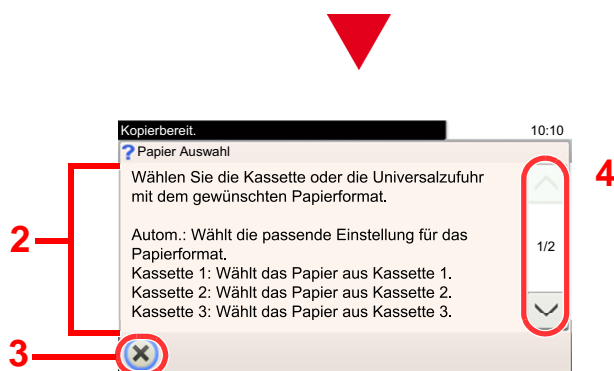 Kopierbereit. 10:10
? Papier Auswahl
Wählen Sie die Kassette oder die Universalzufuhr
mit dem gewünschten Papierformat.
Autom.: Wählt die passende Einstellung für das
Papierformat.
Kassette 1: Wählt das Papier aus Kassette 1.
Kassette 2: Wählt das Papier aus Kassette 2.
Kassette 3: Wählt das Papier aus Kassette 3.
1/2
2
3
4